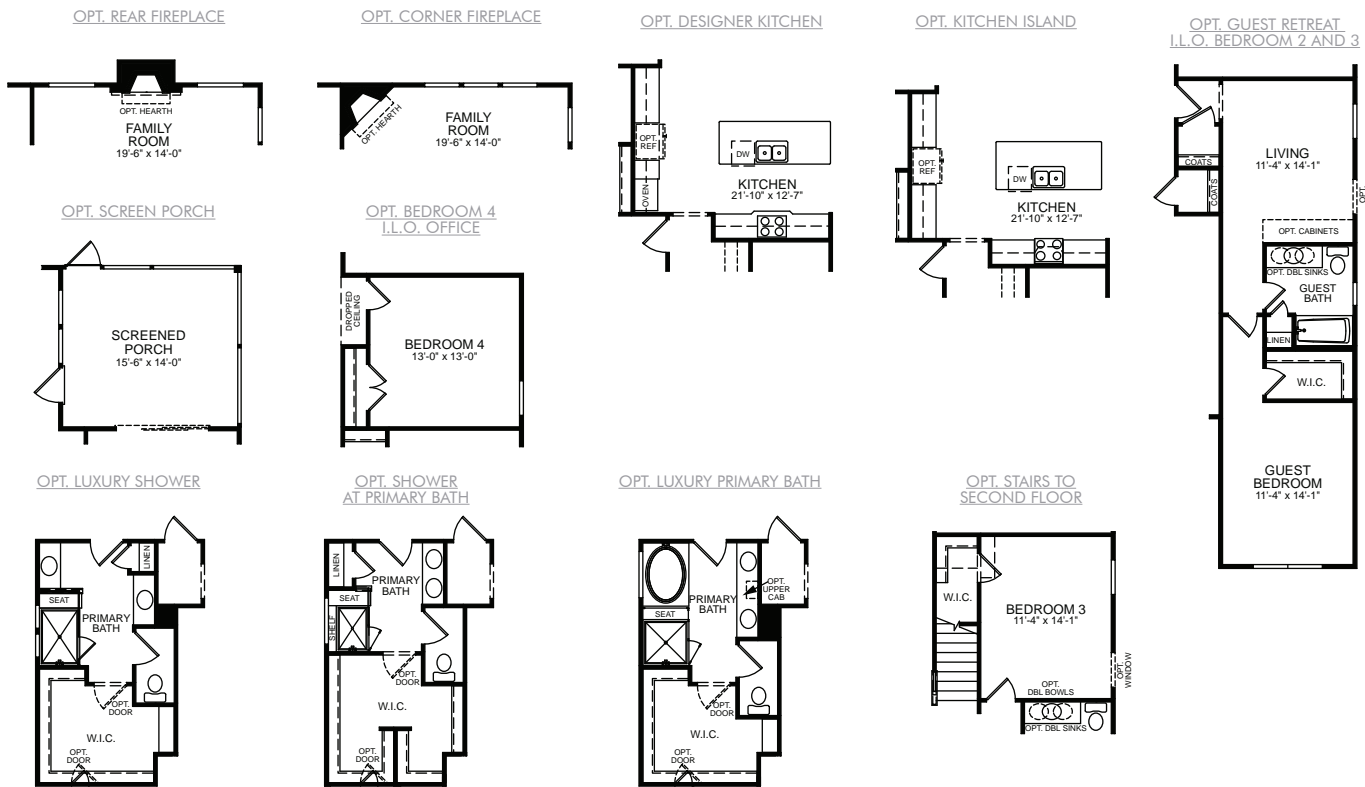 OPT. REAR FIREPLACE
OPT. HEARTH
FAMILY
ROOM
19'-6" x 14'-0"
OPT. CORNER FIREPLACE
OPT. HEARTH
FAMILY
ROOM
19'-6" x 14'-0"
OPT. DESIGNER KITCHEN
OPT.
REF
OVEN
DW
KITCHEN
21'-10" x 12'-7"
OPT. KITCHEN ISLAND
OPT.
REF
DW
KITCHEN
21'-10" x 12'-7"
OPT. GUEST RETREAT
I.L.O. BEDROOM 2 AND 3
COATS
COATS
LIVING
11'-4" x 14'-1"
OPT.
OPT. CABINETS
OPT. DBL SINKS
GUEST
BATH
LINEN
W.I.C.
GUEST
BEDROOM
11'-4" x 14'-1"
OPT. SCREEN PORCH
SCREENED
PORCH
15'-6" x 14'-0"
OPT. BEDROOM 4
I.L.O. OFFICE
DROPPED
CEILING
BEDROOM 4
13'-0" x 13'-0"
OPT. LUXURY SHOWER
LINEN
SEAT
PRIMARY
BATH
OPT.
DOOR
W.I.C.
OPT.
DOOR
OPT. SHOWER
AT PRIMARY BATH
LINEN
PRIMARY
BATH
SEAT
SHELF
OPT.
DOOR
W.I.C.
OPT.
DOOR
OPT. LUXURY PRIMARY BATH
PRIMARY
BATH
OPT.
UPPER
CAB
SEAT
OPT.
DOOR
W.I.C.
OPT.
DOOR
OPT. STAIRS TO
SECOND FLOOR
W.I.C.
BEDROOM 3
11'-4" x 14'-1"
OPT.
WINDOW
OPT.
DBL BOWLS
OPT. DBL SINKS